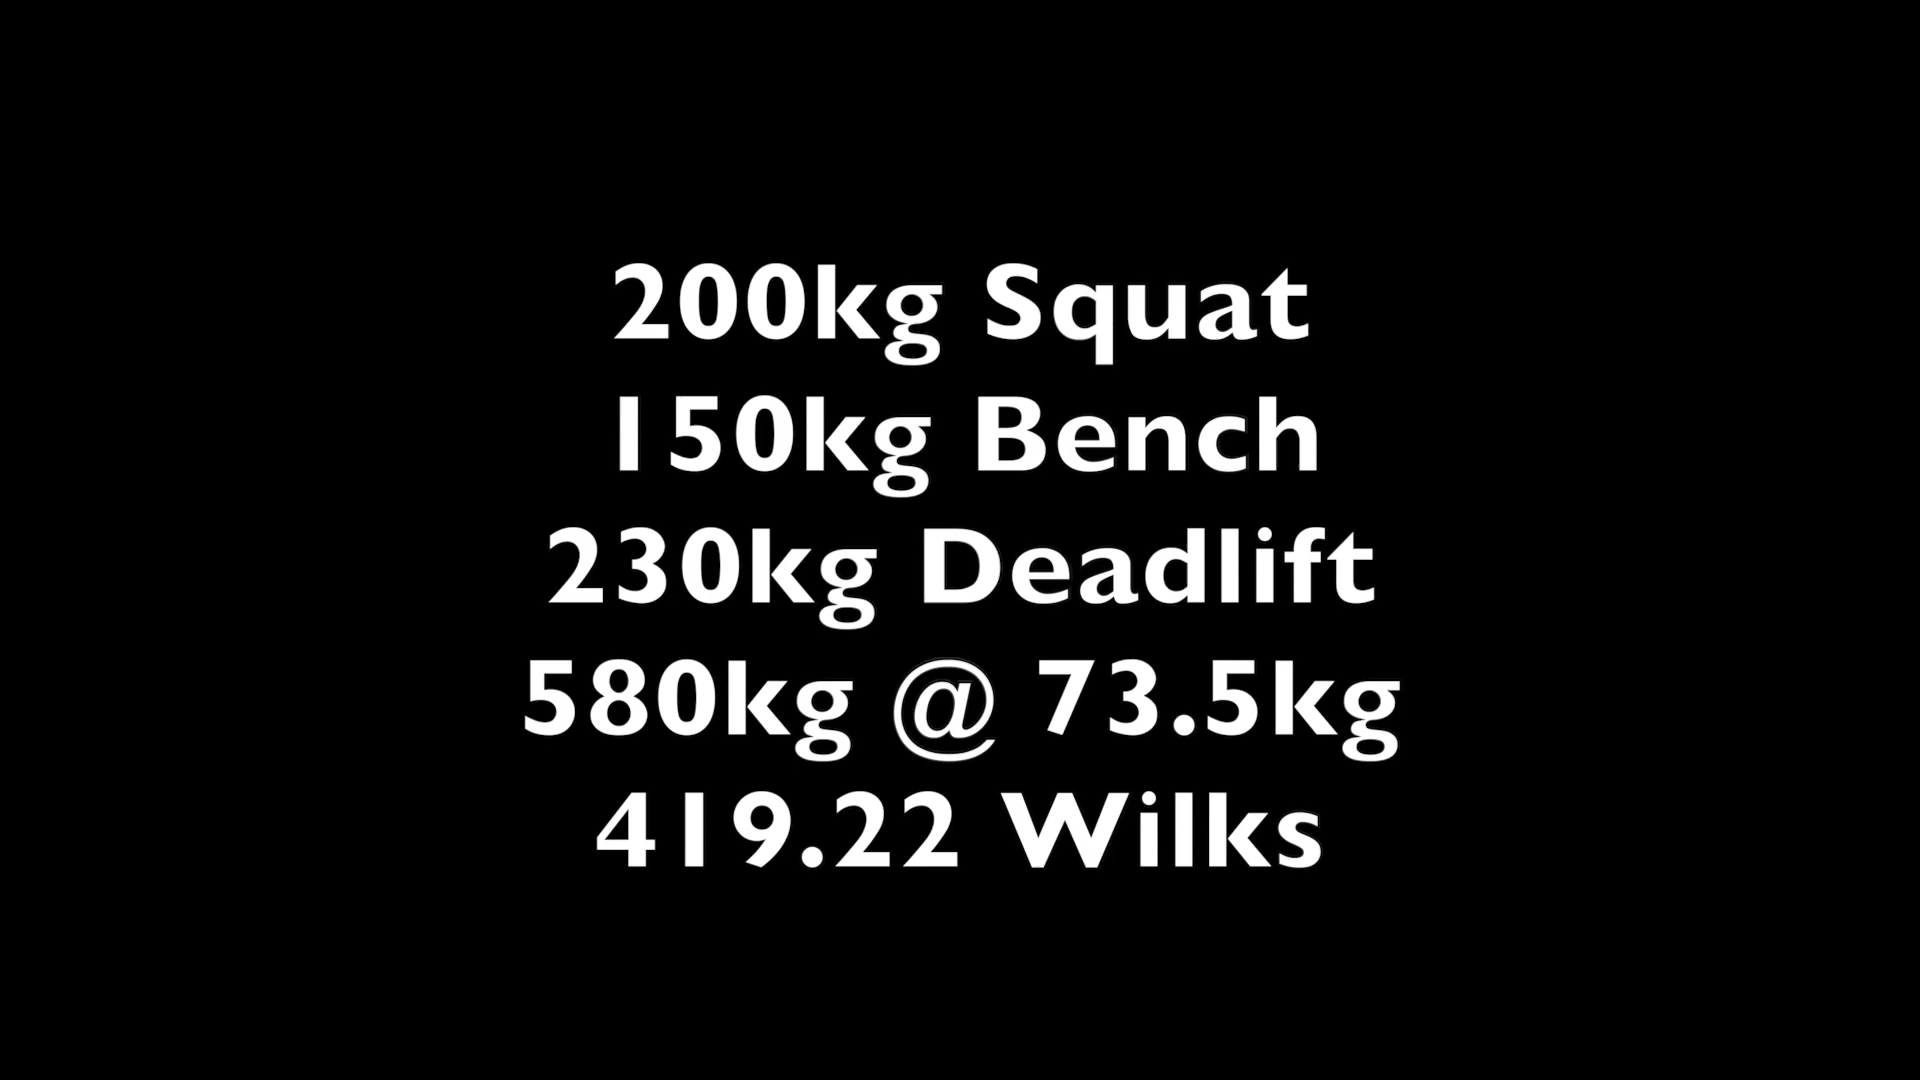 200kg Squat
150kg Bench
230kg Deadlift
580kg @ 73.5kg
419.22 Wilks